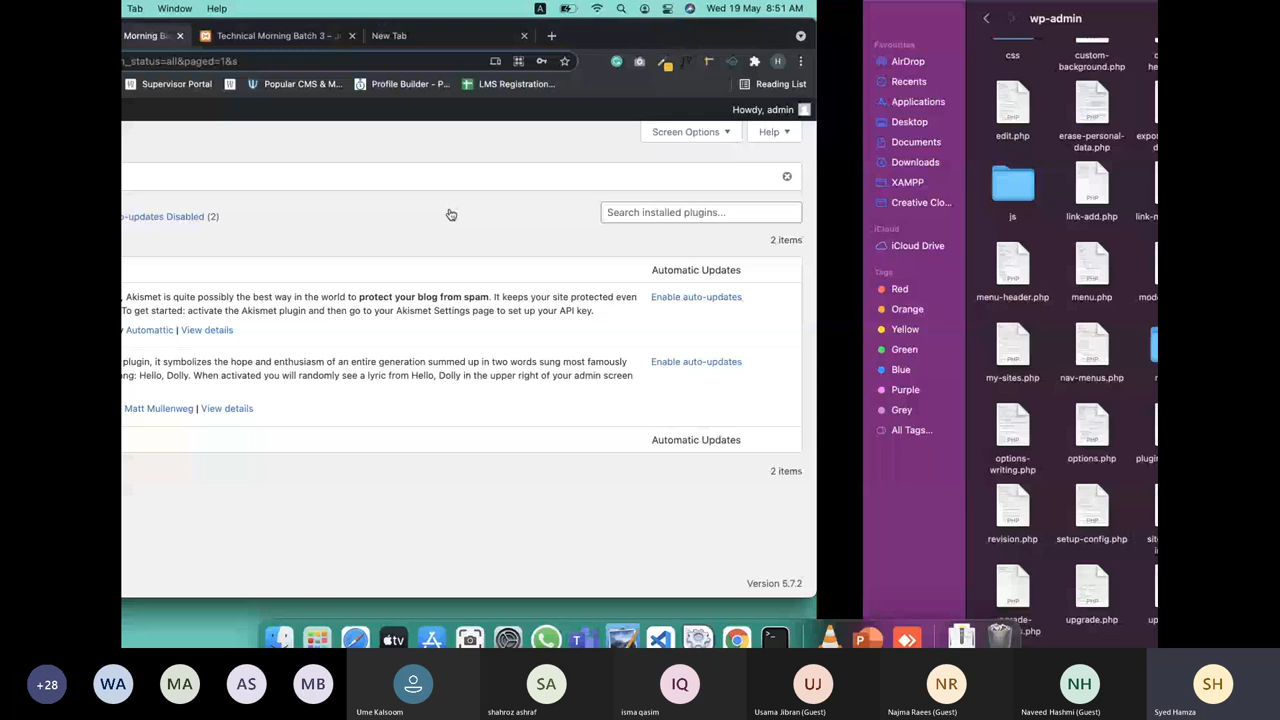 Tab Window Wed 19 May 8:51 AM
Morning Ba × Technical Morning Batch 3 – × New Tab × +
n_status=all&paged=1&s
Supervisor Portal Popular CMS & M... Profile Builder - P... LMS Registration... Reading List
Howdy, admin
Screen Options ▼ Help ▼
o-updates Disabled (2)
Search installed plugins...
2 items
Automatic Updates
, Akismet is quite possibly the best way in the world to protect your blog from spam. It keeps your site protected even
To get started: activate the Akismet plugin and then go to your Akismet Settings page to set up your API key.
Enable auto-updates
Automattic | View details
plugin, it symbolizes the hope and enthusiasm of an entire generation summed up in two words sung most famously
ng: Hello, Dolly. When activated you will randomly see a lyric from Hello, Dolly in the upper right of your admin screen
Enable auto-updates
Matt Mullenweg | View details
Automatic Updates
2 items
Version 5.7.2
wp-admin
Favourites
AirDrop
Recents
Applications
Desktop
Documents
Downloads
XAMPP
Creative Clo...
iCloud
iCloud Drive
Tags
Red
Orange
Yellow
Green
Blue
Purple
Grey
All Tags...
css custom-
background.php
edit.php erase-personal-
data.php
js link-add.php
menu-header.php menu.php
my-sites.php nav-menus.php
options-
writing.php options.php
revision.php setup-config.php
upgrade.php
tv
+28 WA MA AS MB SA IQ UJ NR NH SH
Ume Kalsoom shahroz ashraf isma qasim Usama Jibran (Guest) Najma Raees (Guest) Naveed Hashmi (Guest) Syed Hamza